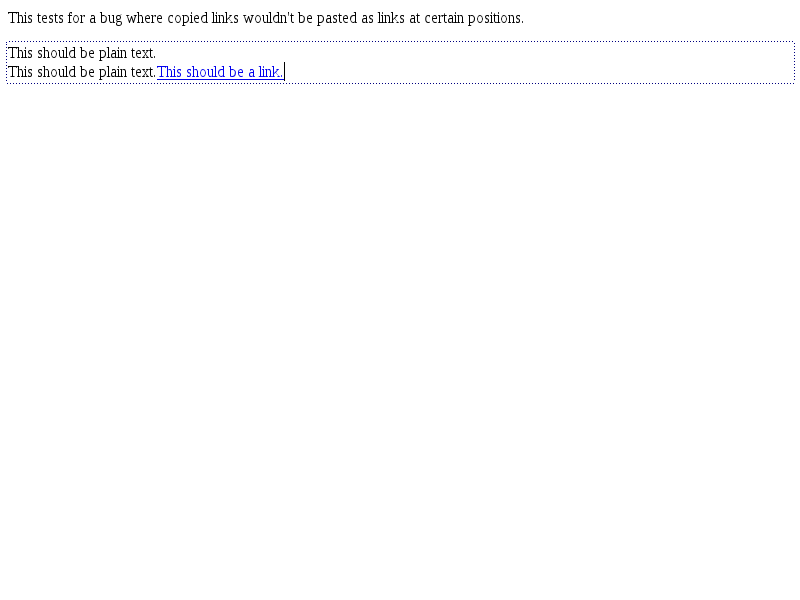 This tests for a bug where copied links wouldn't be pasted as links at certain positions.
This should be plain text.
This should be plain text.This should be a link.